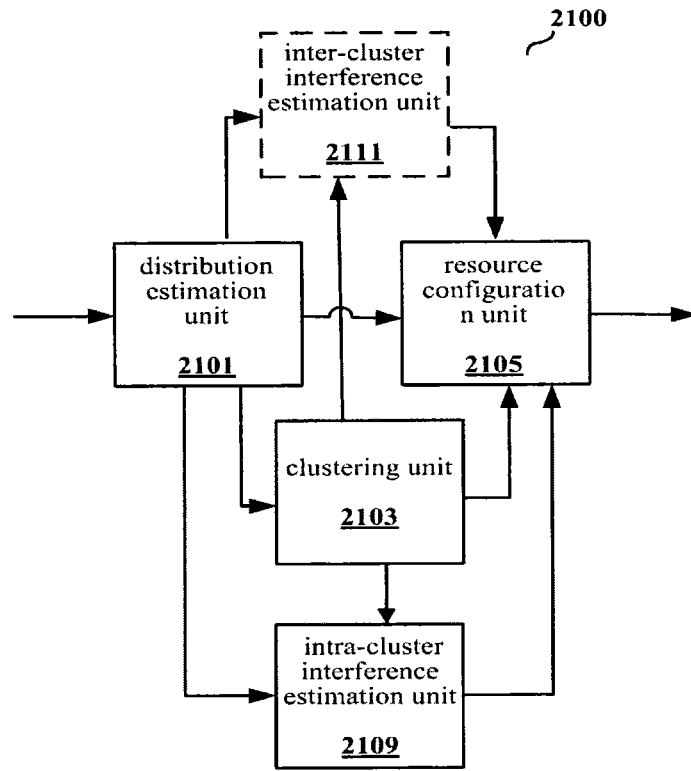 2100
inter-cluster
interference
estimation unit
2111
distribution
estimation
unit
2101
resource
configuratio
n unit
2105
clustering unit
2103
intra-cluster
interference
estimation unit
2109